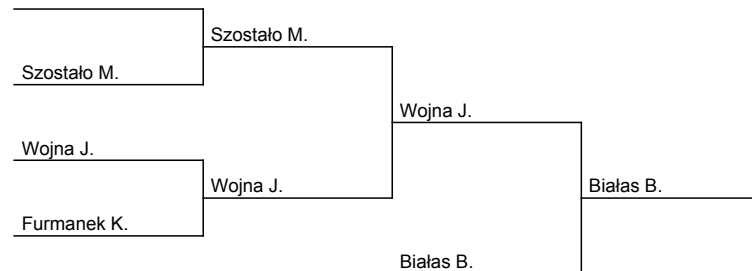 Szostało M.
Szostało M.
Wojna J.
Wojna J.
Wojna J.
Białas B.
Furmanek K.
Białas B.